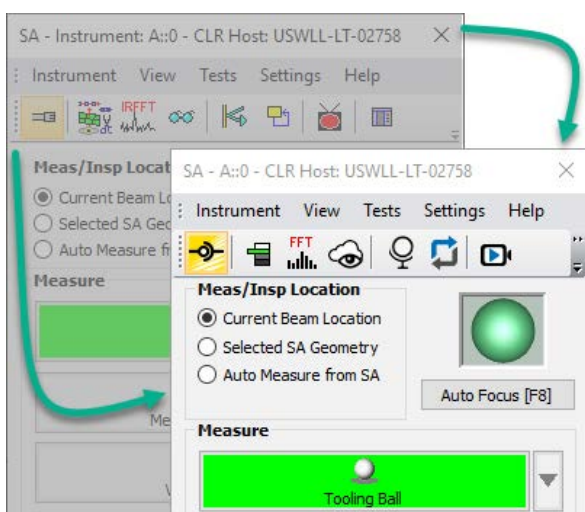 SA - Instrument: A::0 - CLR Host: USWLL-LT-02758
Instrument View Tests Settings Help
IRFFT
Meas/Insp Locat
Current Beam Lo
Selected SA Geo
Auto Measure fr
Measure
Me
SA - A::0 - CLR Host: USWLL-LT-02758
Instrument View Tests Settings Help
FFT
Meas/Insp Location
Current Beam Location
Selected SA Geometry
Auto Measure from SA
Auto Focus [F8]
Measure
Tooling Ball